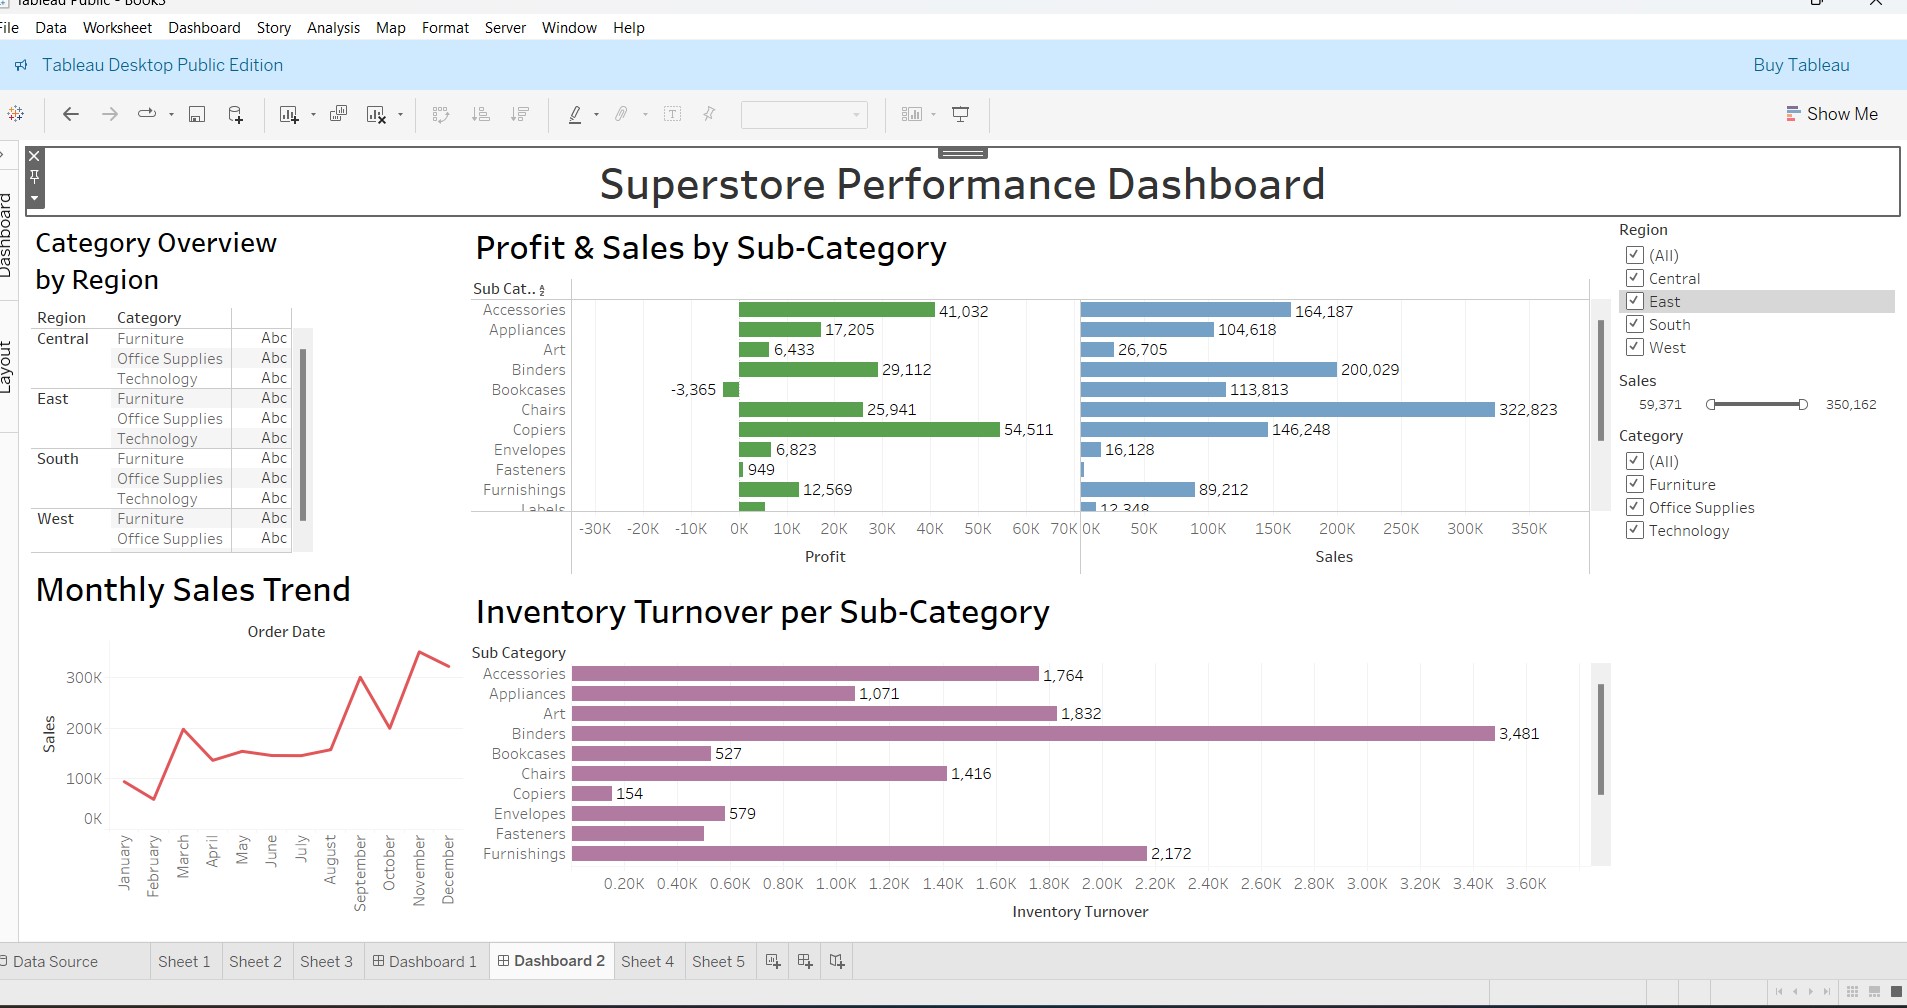 Tableau Public - Book3
File Data Worksheet Dashboard Story Analysis Map Format Server Window Help
Tableau Desktop Public Edition
Buy Tableau
Show Me
Dashboard
Layout
Superstore Performance Dashboard
Category Overview
by Region
Region Category
Central Furniture Abc
Office Supplies Abc
Technology Abc
East Furniture Abc
Office Supplies Abc
Technology Abc
South Furniture Abc
Office Supplies Abc
Technology Abc
West Furniture Abc
Office Supplies Abc
Profit & Sales by Sub-Category
Sub Cat..
Accessories 41,032 164,187
Appliances 17,205 104,618
Art 6,433 26,705
Binders 29,112 200,029
Bookcases -3,365 113,813
Chairs 25,941 322,823
Copiers 54,511 146,248
Envelopes 6,823 16,128
Fasteners 949
Furnishings 12,569 89,212
Labels 12,348
-30K -20K -10K 0K 10K 20K 30K 40K 50K 60K 70K 0K 50K 100K 150K 200K 250K 300K 350K
Profit Sales
Region
(All)
Central
East
South
West
Sales
59,371 350,162
Category
(All)
Furniture
Office Supplies
Technology
Monthly Sales Trend
Order Date
300K
200K
100K
0K
Sales
January February March April May June July August September October November December
Inventory Turnover per Sub-Category
Sub Category
Accessories 1,764
Appliances 1,071
Art 1,832
Binders 3,481
Bookcases 527
Chairs 1,416
Copiers 154
Envelopes 579
Fasteners
Furnishings 2,172
0.20K 0.40K 0.60K 0.80K 1.00K 1.20K 1.40K 1.60K 1.80K 2.00K 2.20K 2.40K 2.60K 2.80K 3.00K 3.20K 3.40K 3.60K
Inventory Turnover
Data Source Sheet 1 Sheet 2 Sheet 3 Dashboard 1 Dashboard 2 Sheet 4 Sheet 5